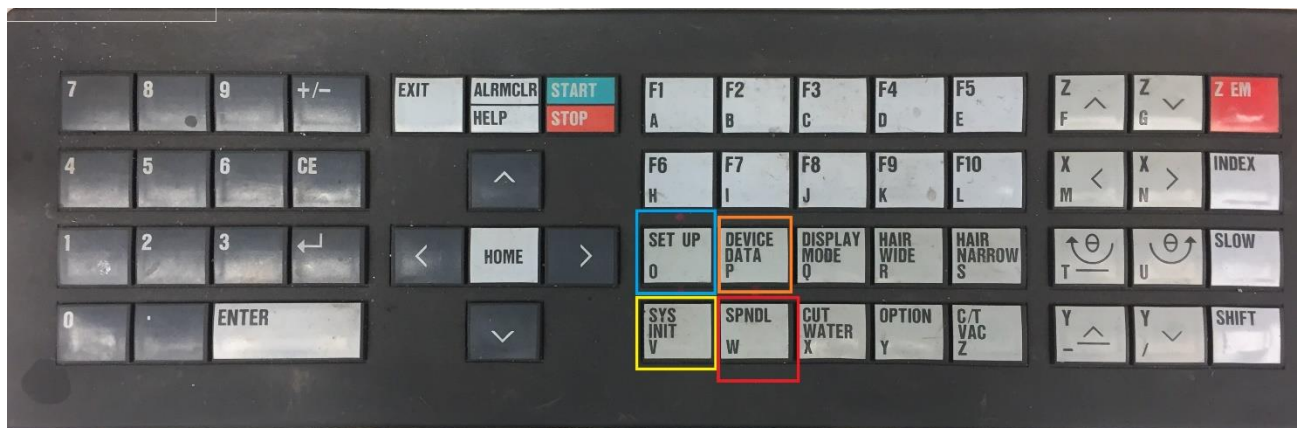 7 8 9 +/- EXIT ALRMCLR START F1 F2 F3 F4 F5 Z Z Z EM
HELP STOP A B C D E F G
4 5 6 CE F6 F7 F8 F9 F10 X X INDEX
H I J K L M N
1 2 3 HOME SET UP DEVICE DISPLAY HAIR HAIR θ θ SLOW
DATA MODE WIDE NARROW
O P Q R S T U
0 . ENTER SYS SPNDL CUT OPTION C/T Y Y SHIFT
INIT WATER VAC
V W X Y Z - /